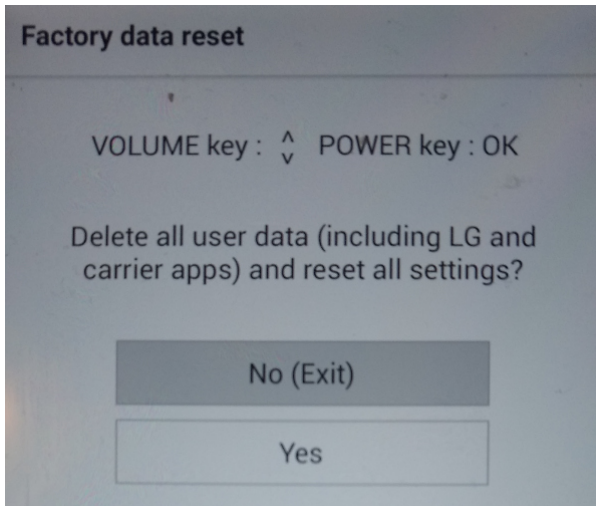 Factory data reset
VOLUME key : ^ v POWER key : OK
Delete all user data (including LG and
carrier apps) and reset all settings?
No (Exit)
Yes